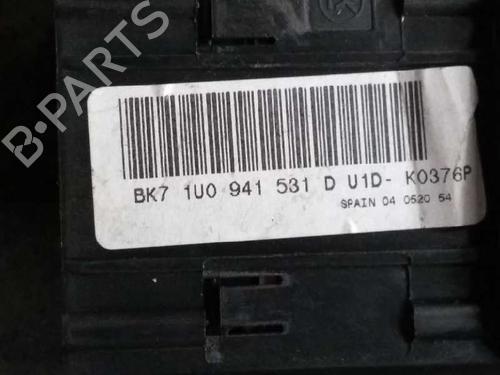 B-PARTS
BK7 1U0 941 531 D U1D- K0376P
SPAIN 04 0520 54